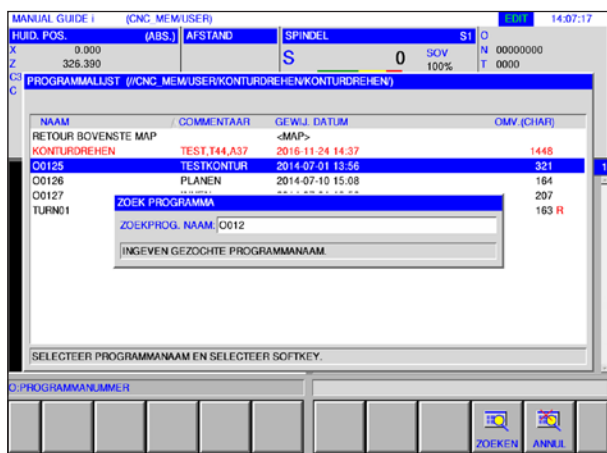 MANUAL GUIDE i (CNC_MEM/USER) EDIT 14:07:17
HUID. POS. (ABS.) AFSTAND SPINDEL S1 O
X 0.000 S 0 SOV 100% N 00000000
Z 326.390 T 0000
C3
C
PROGRAMMALIJST (//CNC_MEM/USER/KONTURDREHEN/KONTURDREHEN/)
NAAM / COMMENTAAR GEWIJ. DATUM OMV.(CHAR)
RETOUR BOVENSTE MAP <MAP>
KONTURDREHEN TEST,T44,A37 2016-11-24 14:37 1448
O0125 TESTKONTUR 2014-07-01 13:56 321
O0126 PLANEN 2014-07-10 15:08 164
O0127 207
TURN01 163 R
ZOEK PROGRAMMA
ZOEKPROG. NAAM: O012
INGEVEN GEZOCHTE PROGRAMMANAAM.
SELECTEER PROGRAMMANAAM EN SELECTEER SOFTKEY.
O:PROGRAMMANUMMER
ZOEKEN ANNUL.